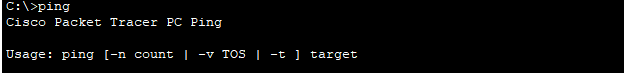 C:\>ping
Cisco Packet Tracer PC Ping
Usage: ping [-n count | -v TOS | -t ] target